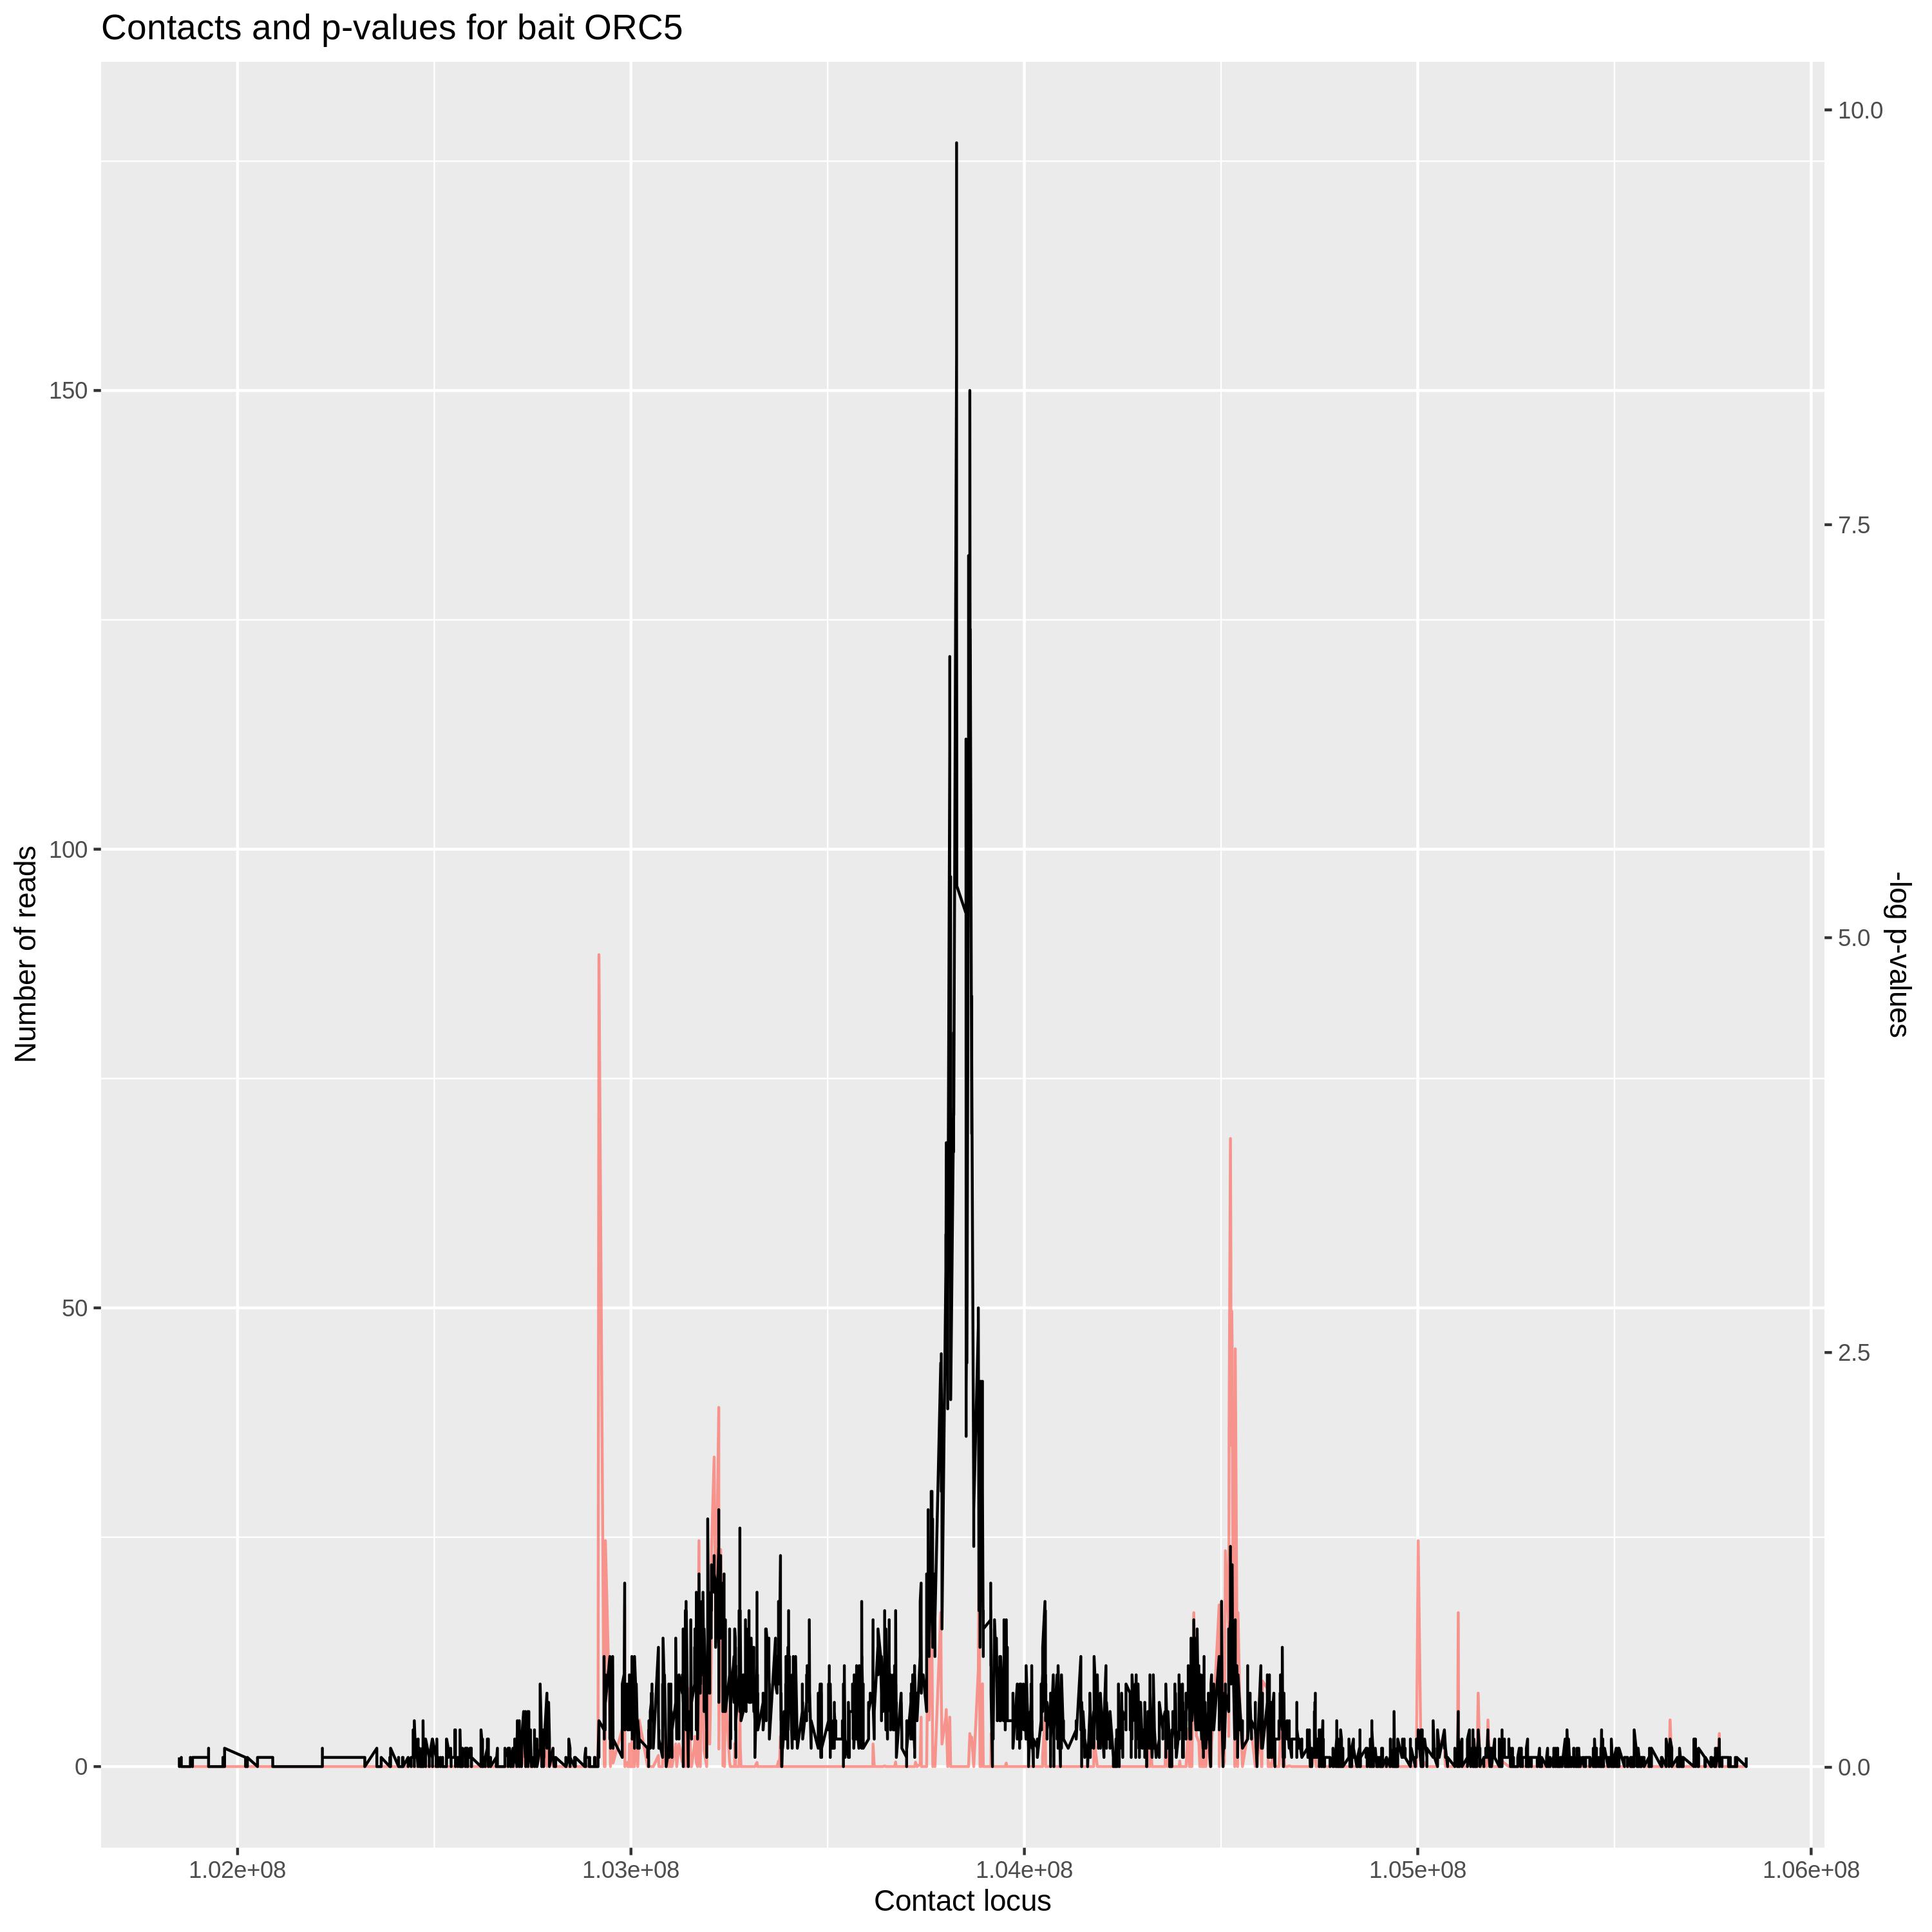 Contacts and p-values for bait ORC5
Number of reads
150
100
50
0
10.0
7.5
5.0
2.5
0.0
-log p-values
1.02e+08
1.03e+08
1.04e+08
1.05e+08
1.06e+08
Contact locus